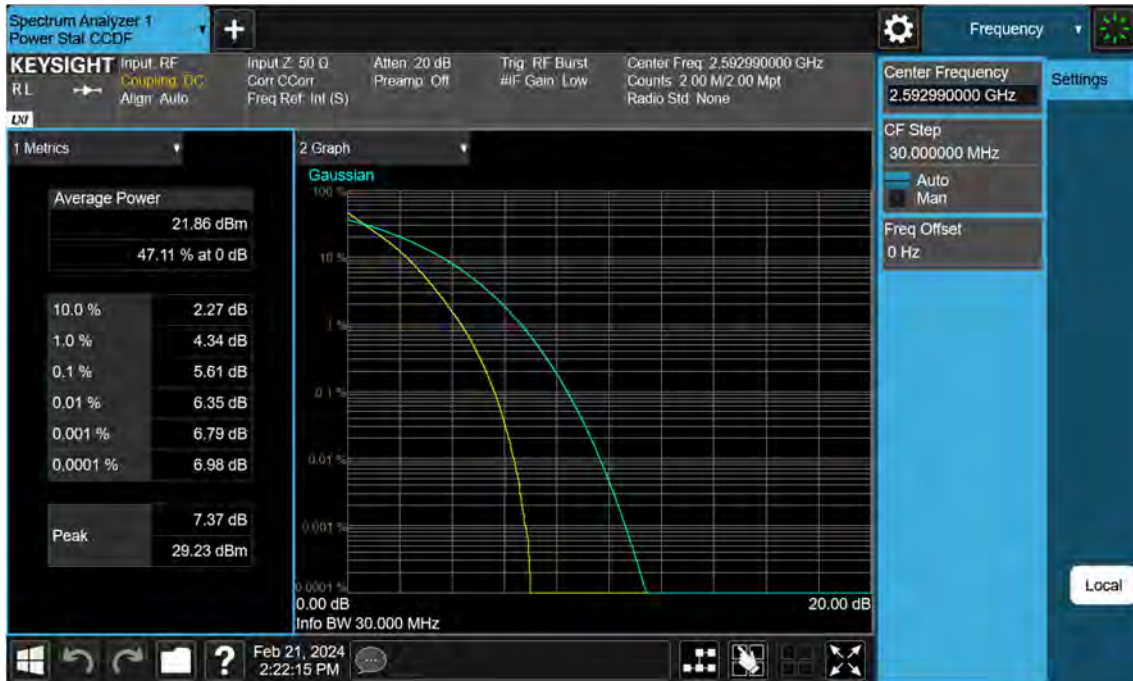 Spectrum Analyzer 1
Power Stat CCDF
Frequency
KEYSIGHT
RL
LXI
Input: RF
Coupling: DC
Align: Auto
Input Z: 50 Ω
Corr CCorr
Freq Ref: Int (S)
Atten: 20 dB
Preamp: Off
Trig: RF Burst
#IF Gain: Low
Center Freq: 2.592990000 GHz
Counts: 2.00 M/2.00 Mpt
Radio Std: None
Center Frequency
2.592990000 GHz
Settings
CF Step
30.000000 MHz
Auto
Man
Freq Offset
0 Hz
1 Metrics
Average Power
21.86 dBm
47.11 % at 0 dB
10.0 % 2.27 dB
1.0 % 4.34 dB
0.1 % 5.61 dB
0.01 % 6.35 dB
0.001 % 6.79 dB
0.0001 % 6.98 dB
Peak
7.37 dB
29.23 dBm
2 Graph
Gaussian
100 %
10 %
1 %
0.1 %
0.01 %
0.001 %
0.0001 %
0.00 dB 20.00 dB
Info BW 30.000 MHz
Local
Feb 21, 2024
2:22:15 PM